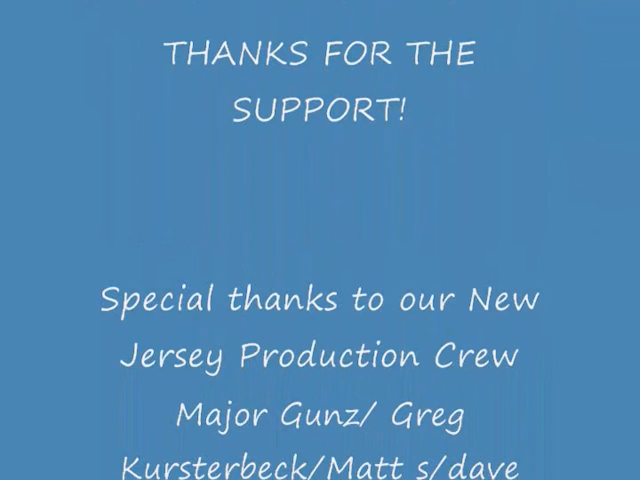 THANKS FOR THE
SUPPORT!
Special thanks to our New
Jersey Production Crew
Major Gunz/ Greg
Kursterbeck/Matt s/dave